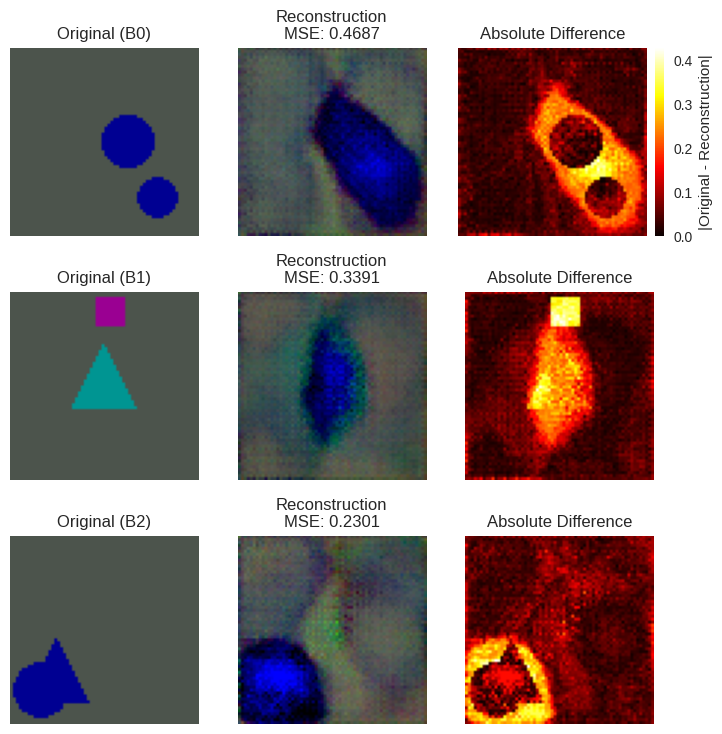 Original (B0)
Reconstruction
MSE: 0.4687
Absolute Difference
0.4
0.3
0.2
0.1
0.0
|Original - Reconstruction|
Original (B1)
Reconstruction
MSE: 0.3391
Absolute Difference
Original (B2)
Reconstruction
MSE: 0.2301
Absolute Difference